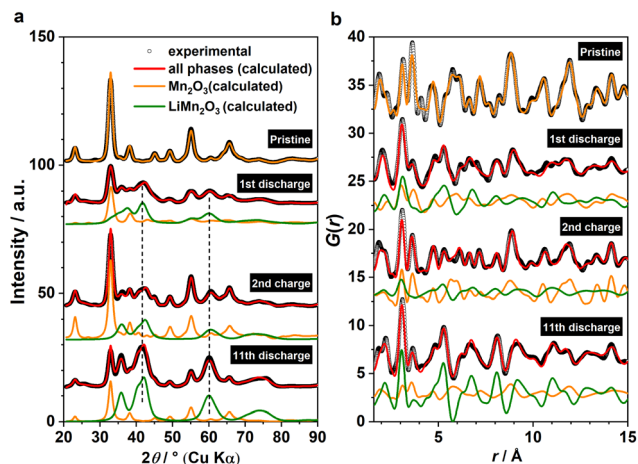 a
b
150
100
50
0
Intensity / a.u.
experimental
all phases (calculated)
Mn₂O₃(calculated)
LiMn₂O₃(calculated)
Pristine
1st discharge
2nd charge
11th discharge
20 30 40 50 60 70 80 90
2θ / ° (Cu Kα)
40
35
30
25
20
15
10
5
0
G(r)
Pristine
1st discharge
2nd charge
11th discharge
5 10 15
r / Å